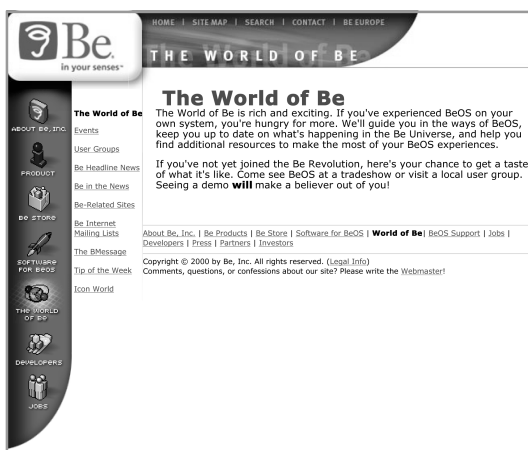 HOME | SITE MAP | SEARCH | CONTACT | BE EUROPE
Be
in your senses™
THE WORLD OF BE
ABOUT BE, INC.
PRODUCT
BE STORE
SOFTWARE
FOR BEOS
THE WORLD
OF BE
DEVELOPERS
JOBS
The World of Be
Events
User Groups
Be Headline News
Be in the News
Be-Related Sites
Be Internet
Mailing Lists
The BMessage
Tip of the Week
Icon World
The World of Be
The World of Be is rich and exciting. If you've experienced BeOS on your
own system, you're hungry for more. We'll guide you in the ways of BeOS,
keep you up to date on what's happening in the Be Universe, and help you
find additional resources to make the most of your BeOS experiences.
If you've not yet joined the Be Revolution, here's your chance to get a taste
of what it's like. Come see BeOS at a tradeshow or visit a local user group.
Seeing a demo will make a believer out of you!
About Be, Inc. | Be Products | Be Store | Software for BeOS | World of Be| BeOS Support | Jobs |
Developers | Press | Partners | Investors
Copyright © 2000 by Be, Inc. All rights reserved. (Legal Info)
Comments, questions, or confessions about our site? Please write the Webmaster!